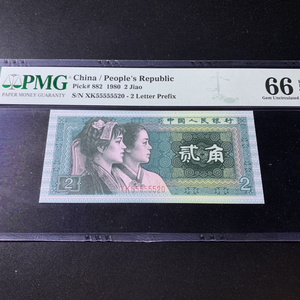 PMG
PAPER MONEY GUARANTY
China / People's Republic
Pick# 882 1980 2 Jiao
S/N XK55555520 - 2 Letter Prefix
66
Gem Uncirculated
中国人民银行
贰角
XK55555520
2
2